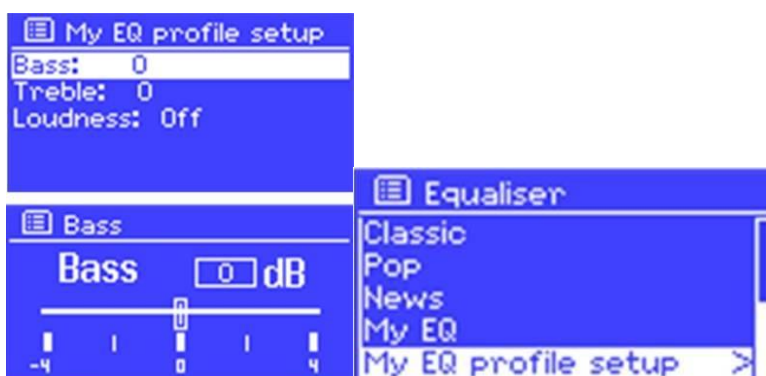 My EQ profile setup
Bass: 0
Treble: 0
Loudness: Off
Bass
Bass 0 dB
-4 0 4
Equaliser
Classic
Pop
News
My EQ
My EQ profile setup >